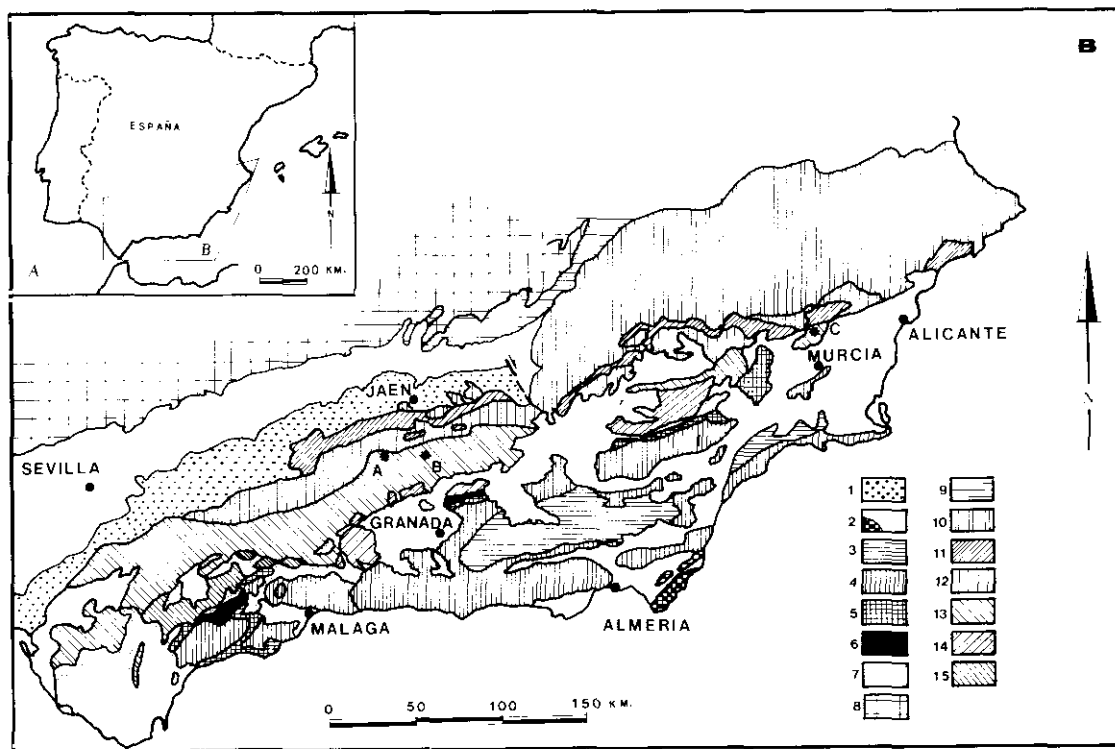 B
ESPAÑA
N
B
A
0 200 KM.
C
ALICANTE
MURCIA
JAEN
N
A
B
SEVILLA
GRANADA
MALAGA
ALMERIA
1
2
3
4
5
6
7
8
9
10
11
12
13
14
15
0 50 100 150 KM.